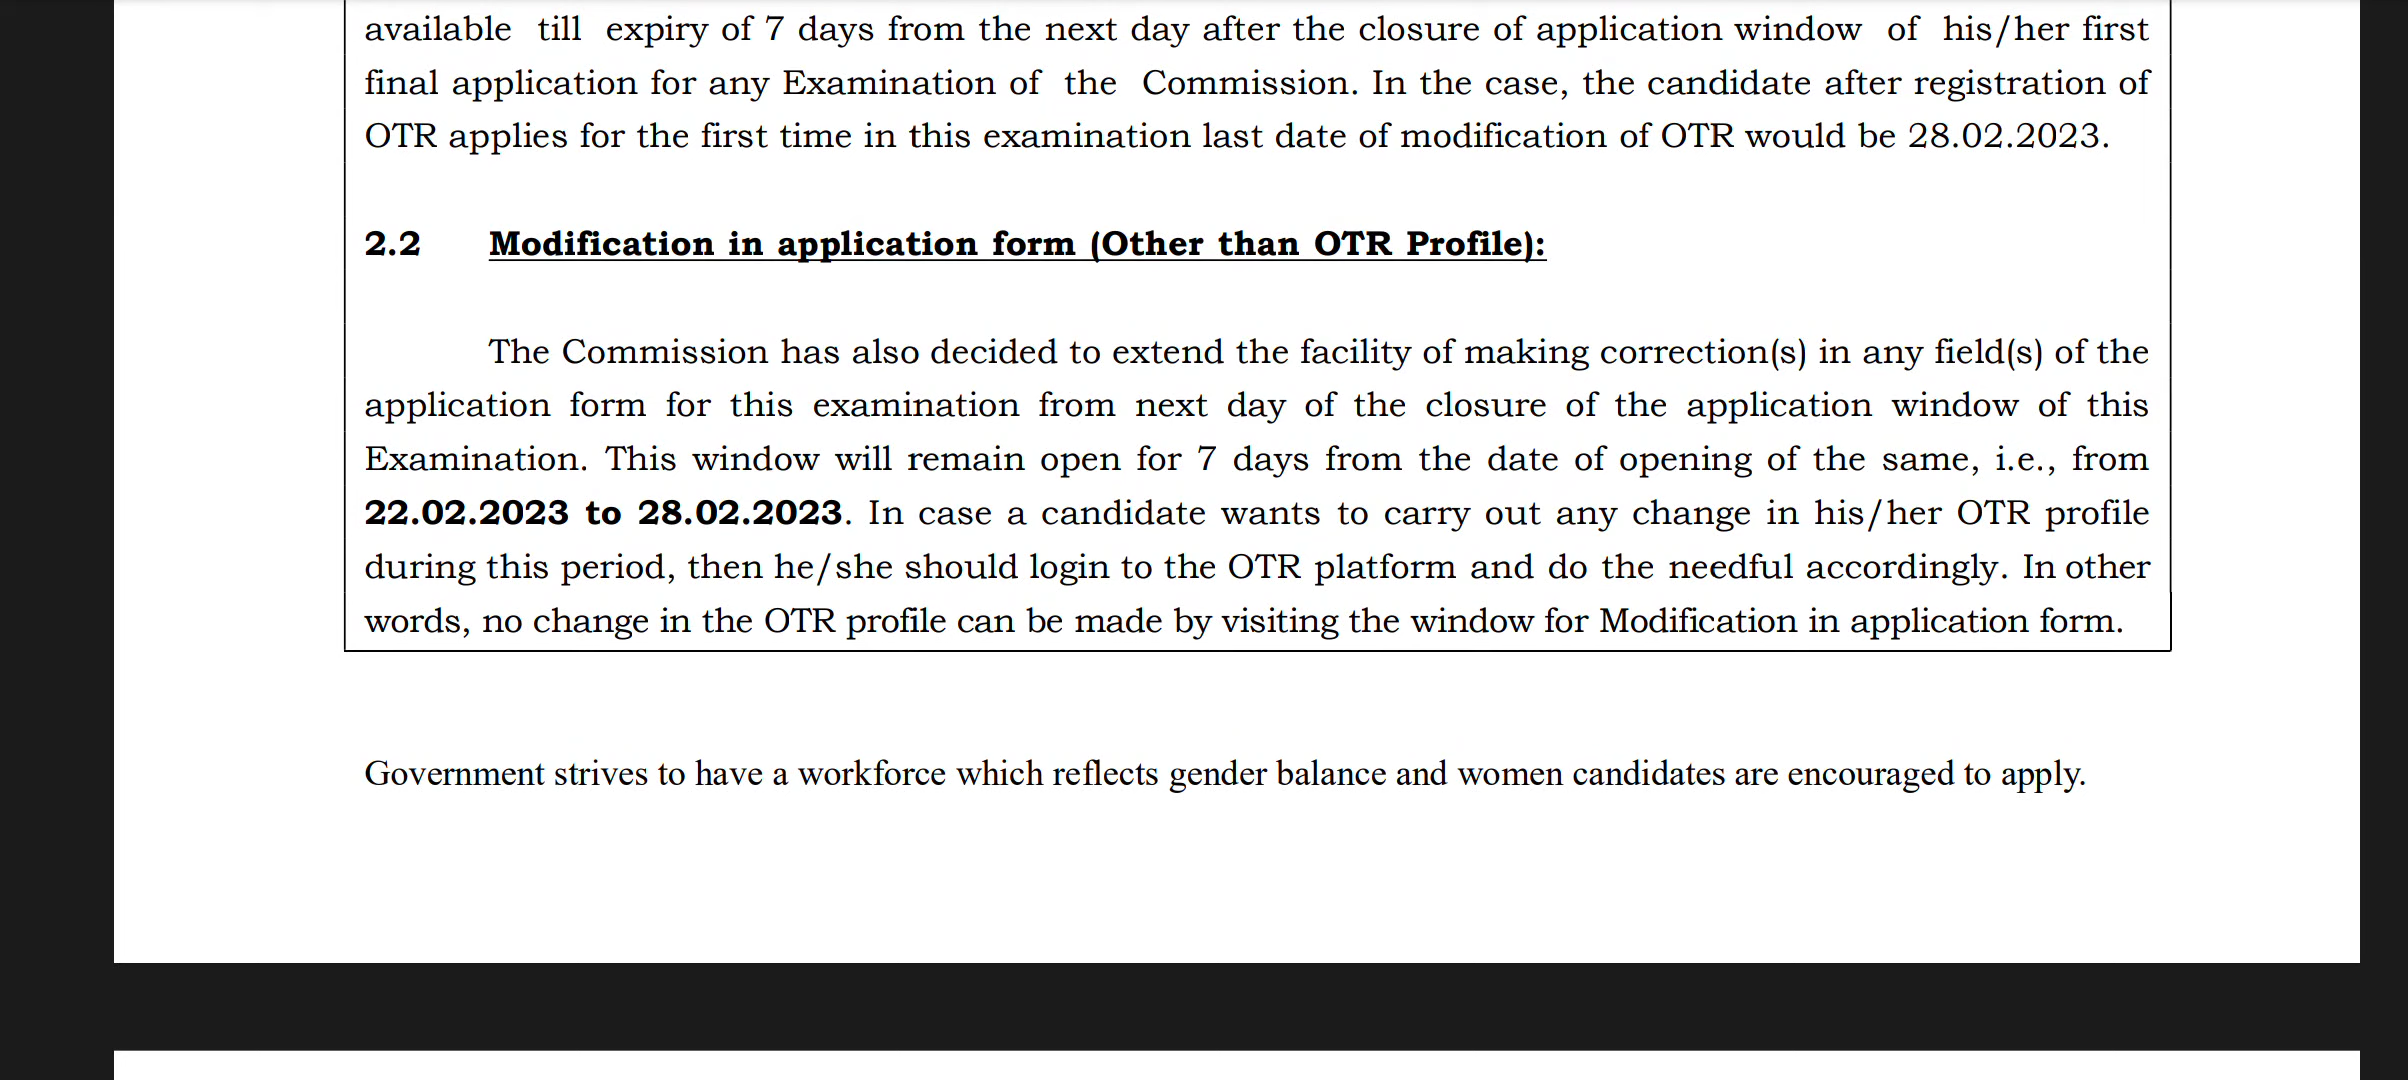 available till expiry of 7 days from the next day after the closure of application window of his/her first
final application for any Examination of the Commission. In the case, the candidate after registration of
OTR applies for the first time in this examination last date of modification of OTR would be 28.02.2023.
2.2 Modification in application form (Other than OTR Profile):
The Commission has also decided to extend the facility of making correction(s) in any field(s) of the
application form for this examination from next day of the closure of the application window of this
Examination. This window will remain open for 7 days from the date of opening of the same, i.e., from
22.02.2023 to 28.02.2023. In case a candidate wants to carry out any change in his/her OTR profile
during this period, then he/she should login to the OTR platform and do the needful accordingly. In other
words, no change in the OTR profile can be made by visiting the window for Modification in application form.
Government strives to have a workforce which reflects gender balance and women candidates are encouraged to apply.